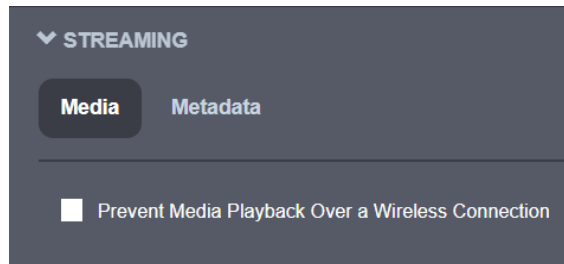 STREAMING
Media Metadata
Prevent Media Playback Over a Wireless Connection